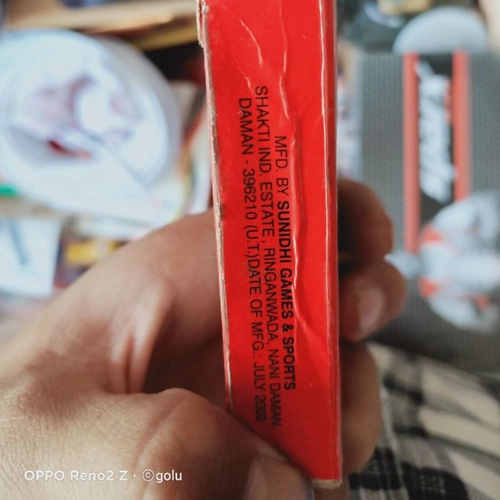 MFD. BY SUNIDHI GAMES & SPORTS
SHAKTI IND. ESTATE, RINGANWADA, NANI DAMAN
DAMAN - 396210 (U.T.)DATE OF MFG.: JULY 2002
OPPO Reno2 Z · ©golu